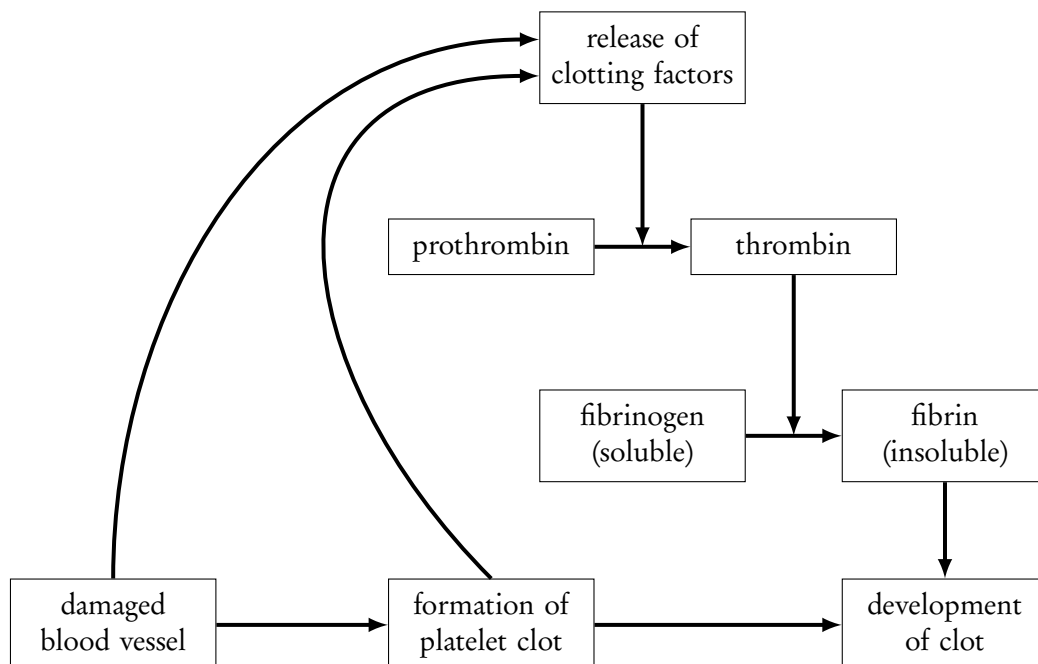 release of
clotting factors
prothrombin
thrombin
fibrinogen
(soluble)
fibrin
(insoluble)
damaged
blood vessel
formation of
platelet clot
development
of clot